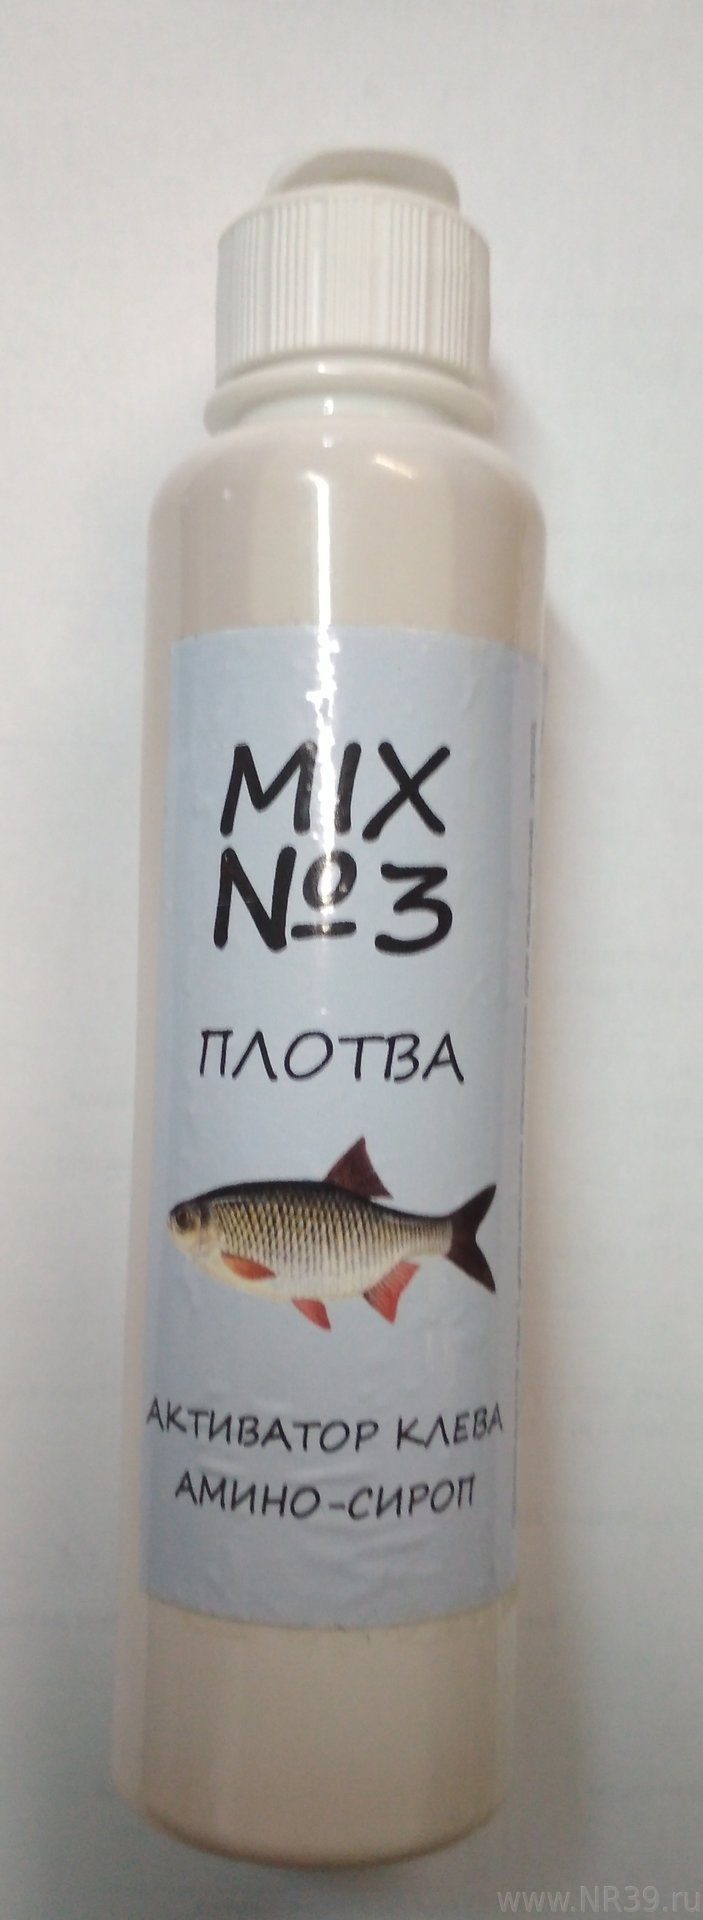 MIX
№3
ПЛОТВА
АКТИВАТОР КЛЕВА
АМИНО-СИРОП
www.NR39.ru